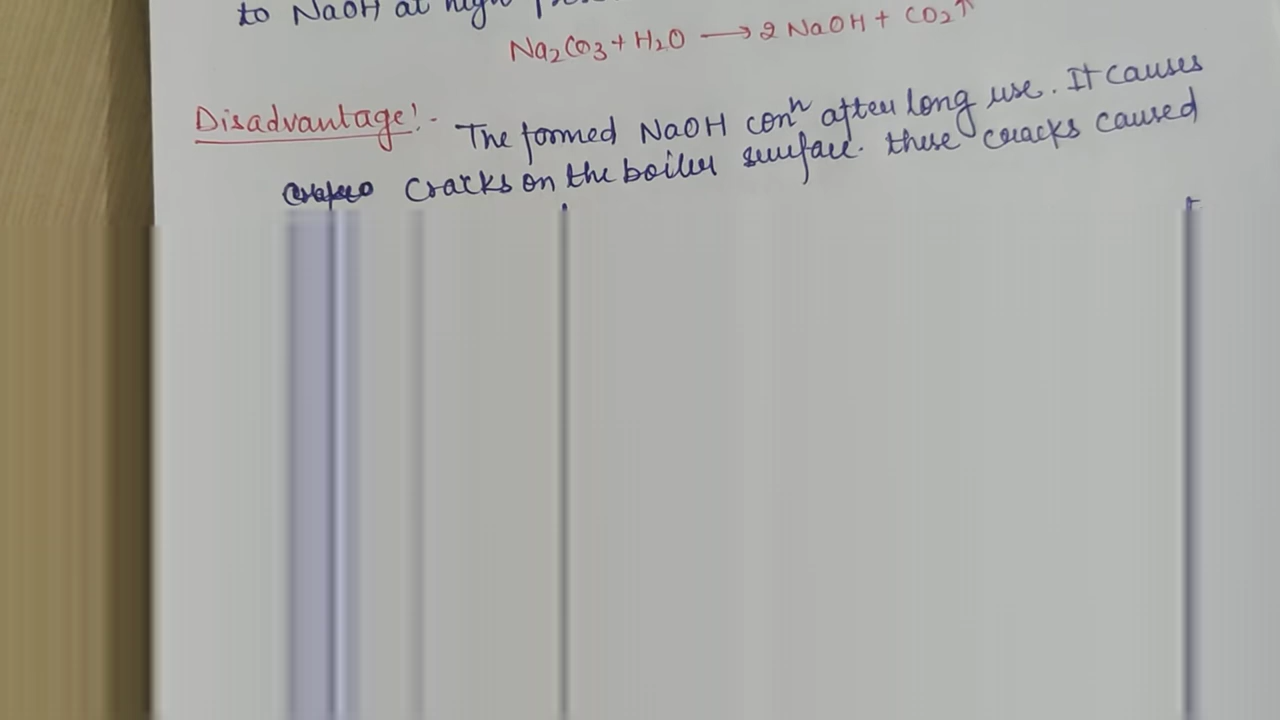 to NaOH at high
Na₂CO₃ + H₂O ⟶ 2 NaOH + CO₂↑
Disadvantage :- The formed NaOH conⁿ after long use. It causes
cracks on the boiler surface. these cracks caused